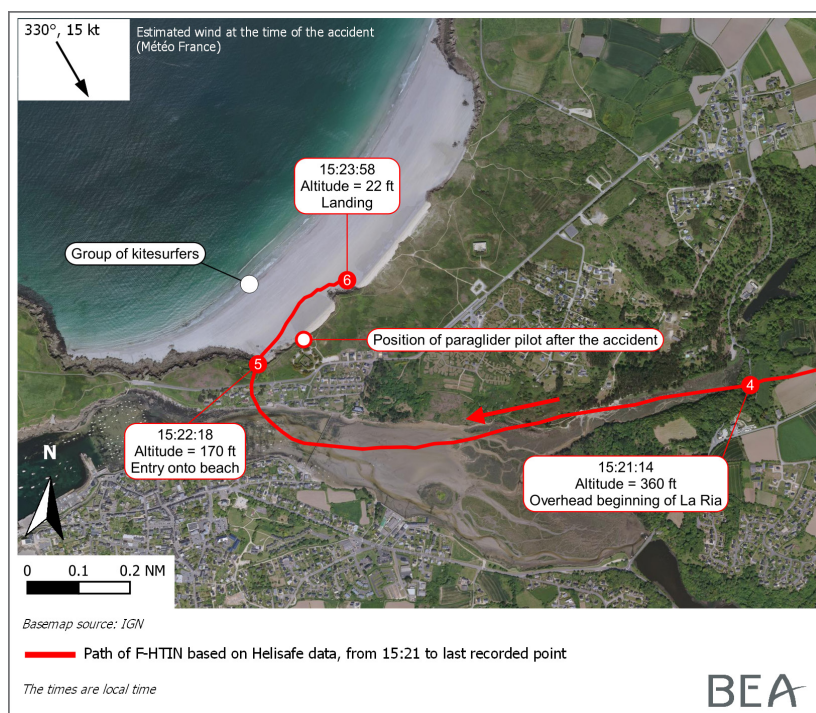 330°, 15 kt
Estimated wind at the time of the accident
(Météo France)
15:23:58
Altitude = 22 ft
Landing
Group of kitesurfers
6
Position of paraglider pilot after the accident
5
4
15:22:18
Altitude = 170 ft
Entry onto beach
15:21:14
Altitude = 360 ft
Overhead beginning of La Ria
N
0 0.1 0.2 NM
Basemap source: IGN
Path of F-HTIN based on Helisafe data, from 15:21 to last recorded point
The times are local time
BEA